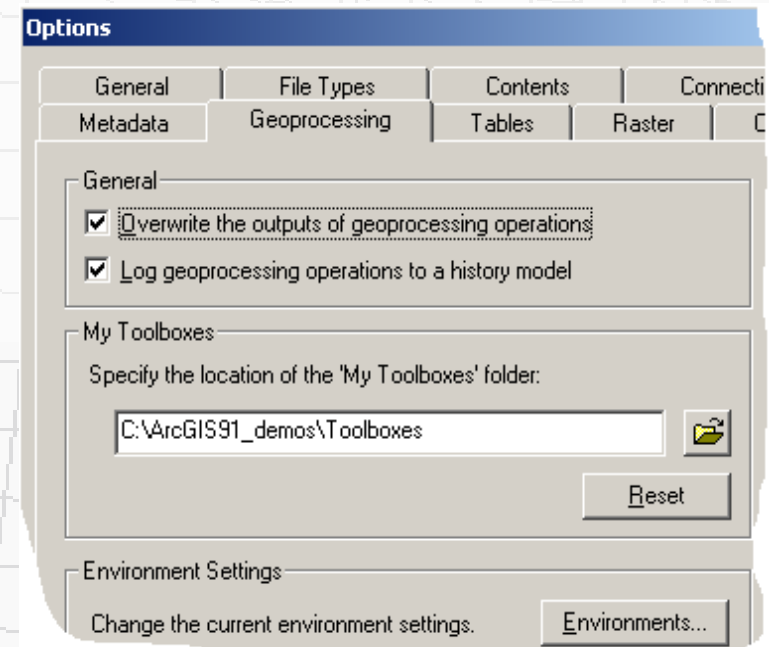 Options
General File Types Contents Connecti
Metadata Geoprocessing Tables Raster
General
Overwrite the outputs of geoprocessing operations
Log geoprocessing operations to a history model
My Toolboxes
Specify the location of the 'My Toolboxes' folder:
C:\ArcGIS91_demos\Toolboxes
Reset
Environment Settings
Change the current environment settings. Environments...